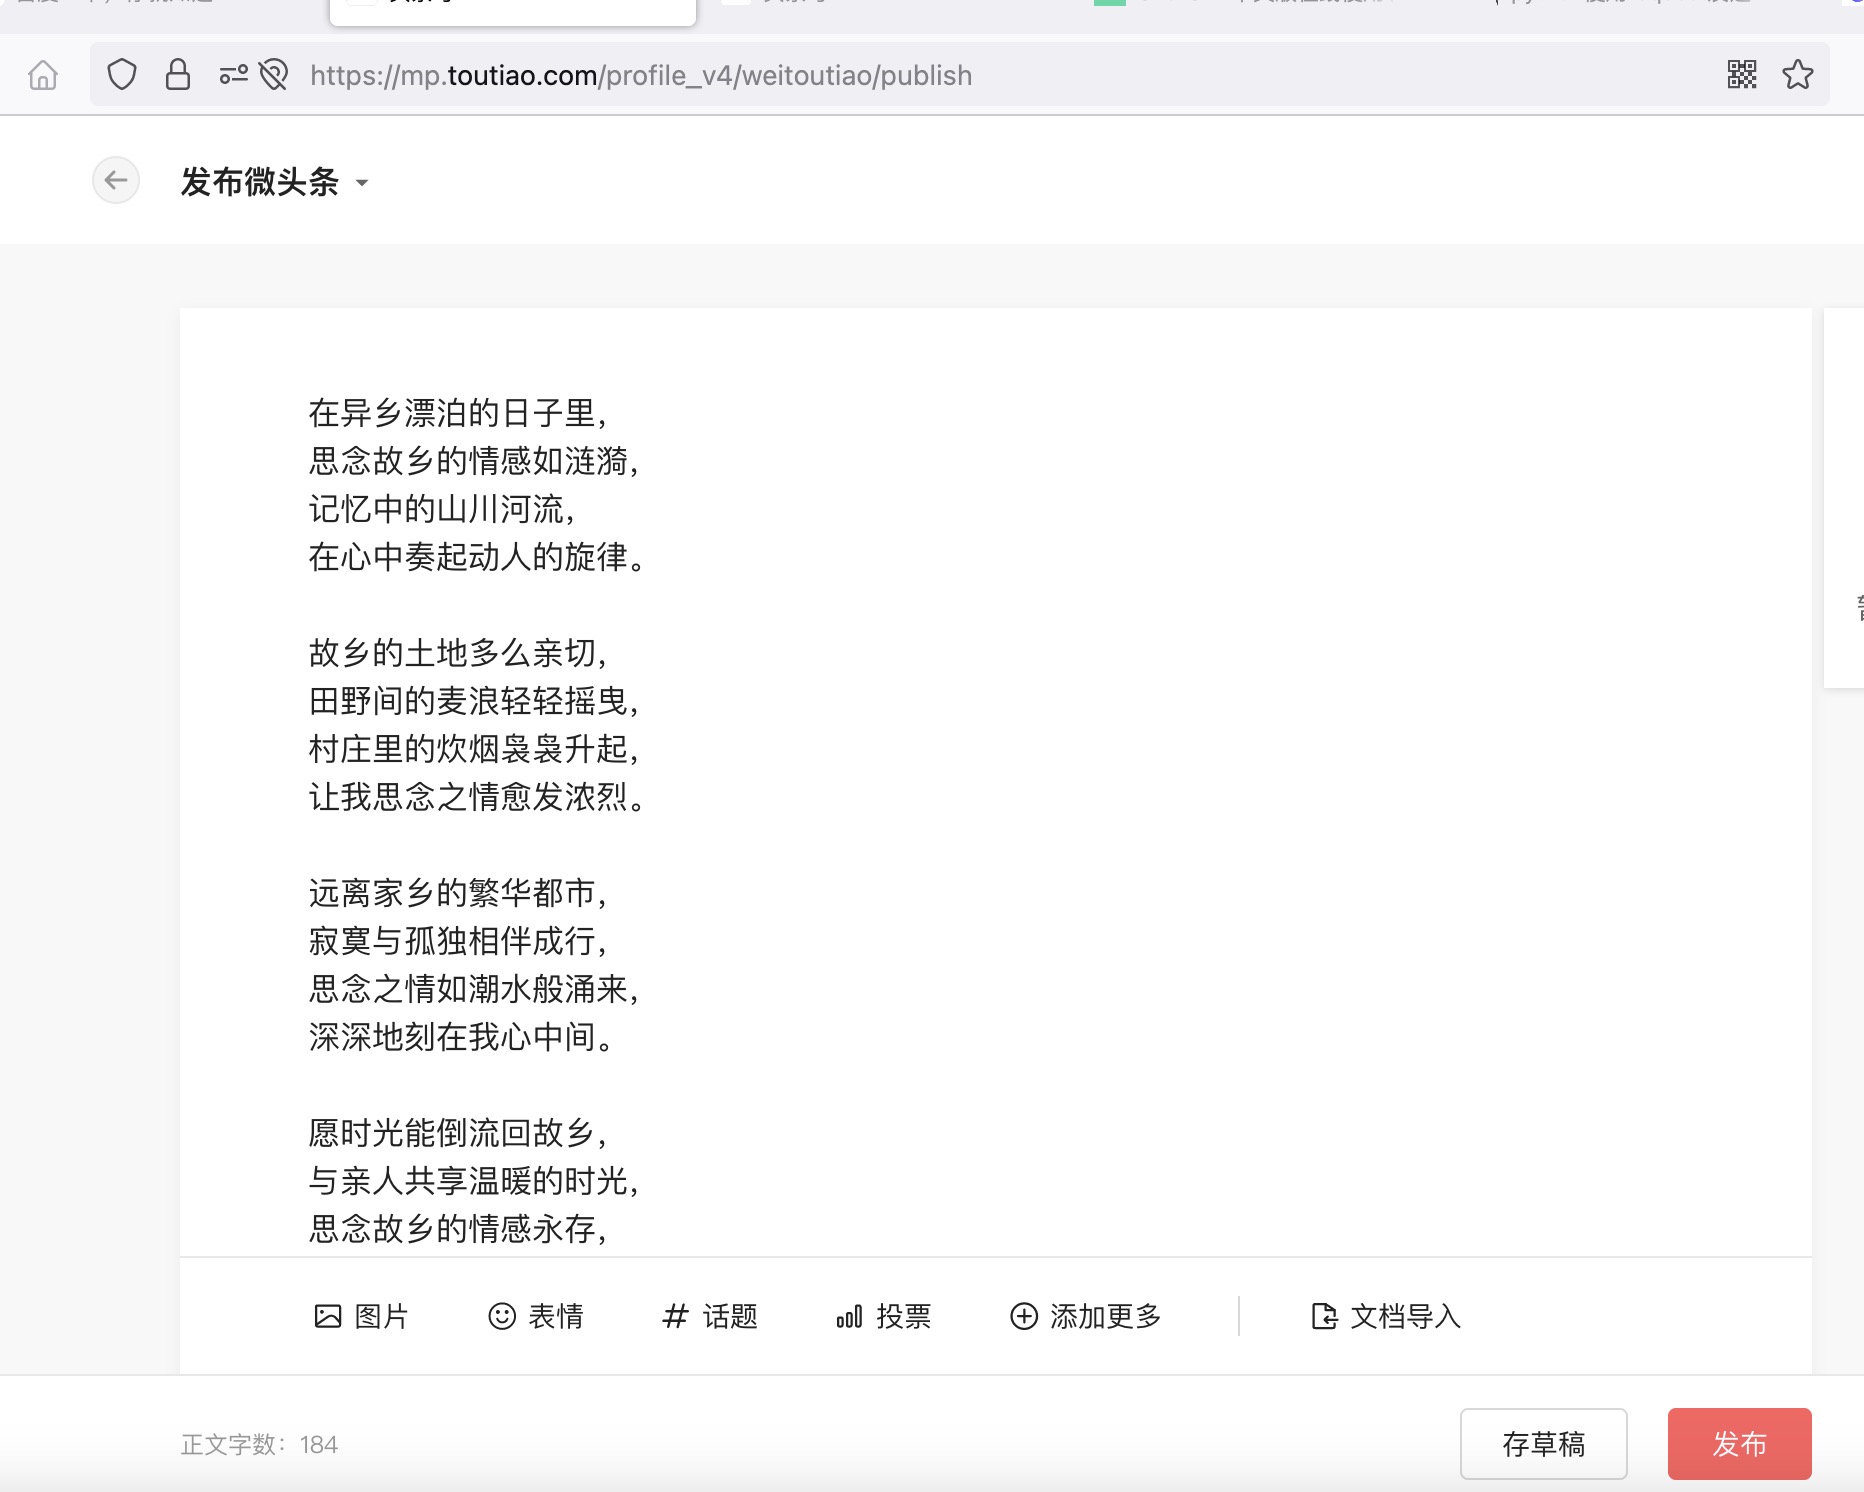 https://mp.toutiao.com/profile_v4/weitoutiao/publish
发布微头条
在异乡漂泊的日子里，
思念故乡的情感如涟漪，
记忆中的山川河流，
在心中奏起动人的旋律。
故乡的土地多么亲切，
田野间的麦浪轻轻摇曳，
村庄里的炊烟袅袅升起，
让我思念之情愈发浓烈。
远离家乡的繁华都市，
寂寞与孤独相伴成行，
思念之情如潮水般涌来，
深深地刻在我心中间。
愿时光能倒流回故乡，
与亲人共享温暖的时光，
思念故乡的情感永存，
图片 表情 # 话题 投票 添加更多 文档导入
正文字数：184 存草稿 发布